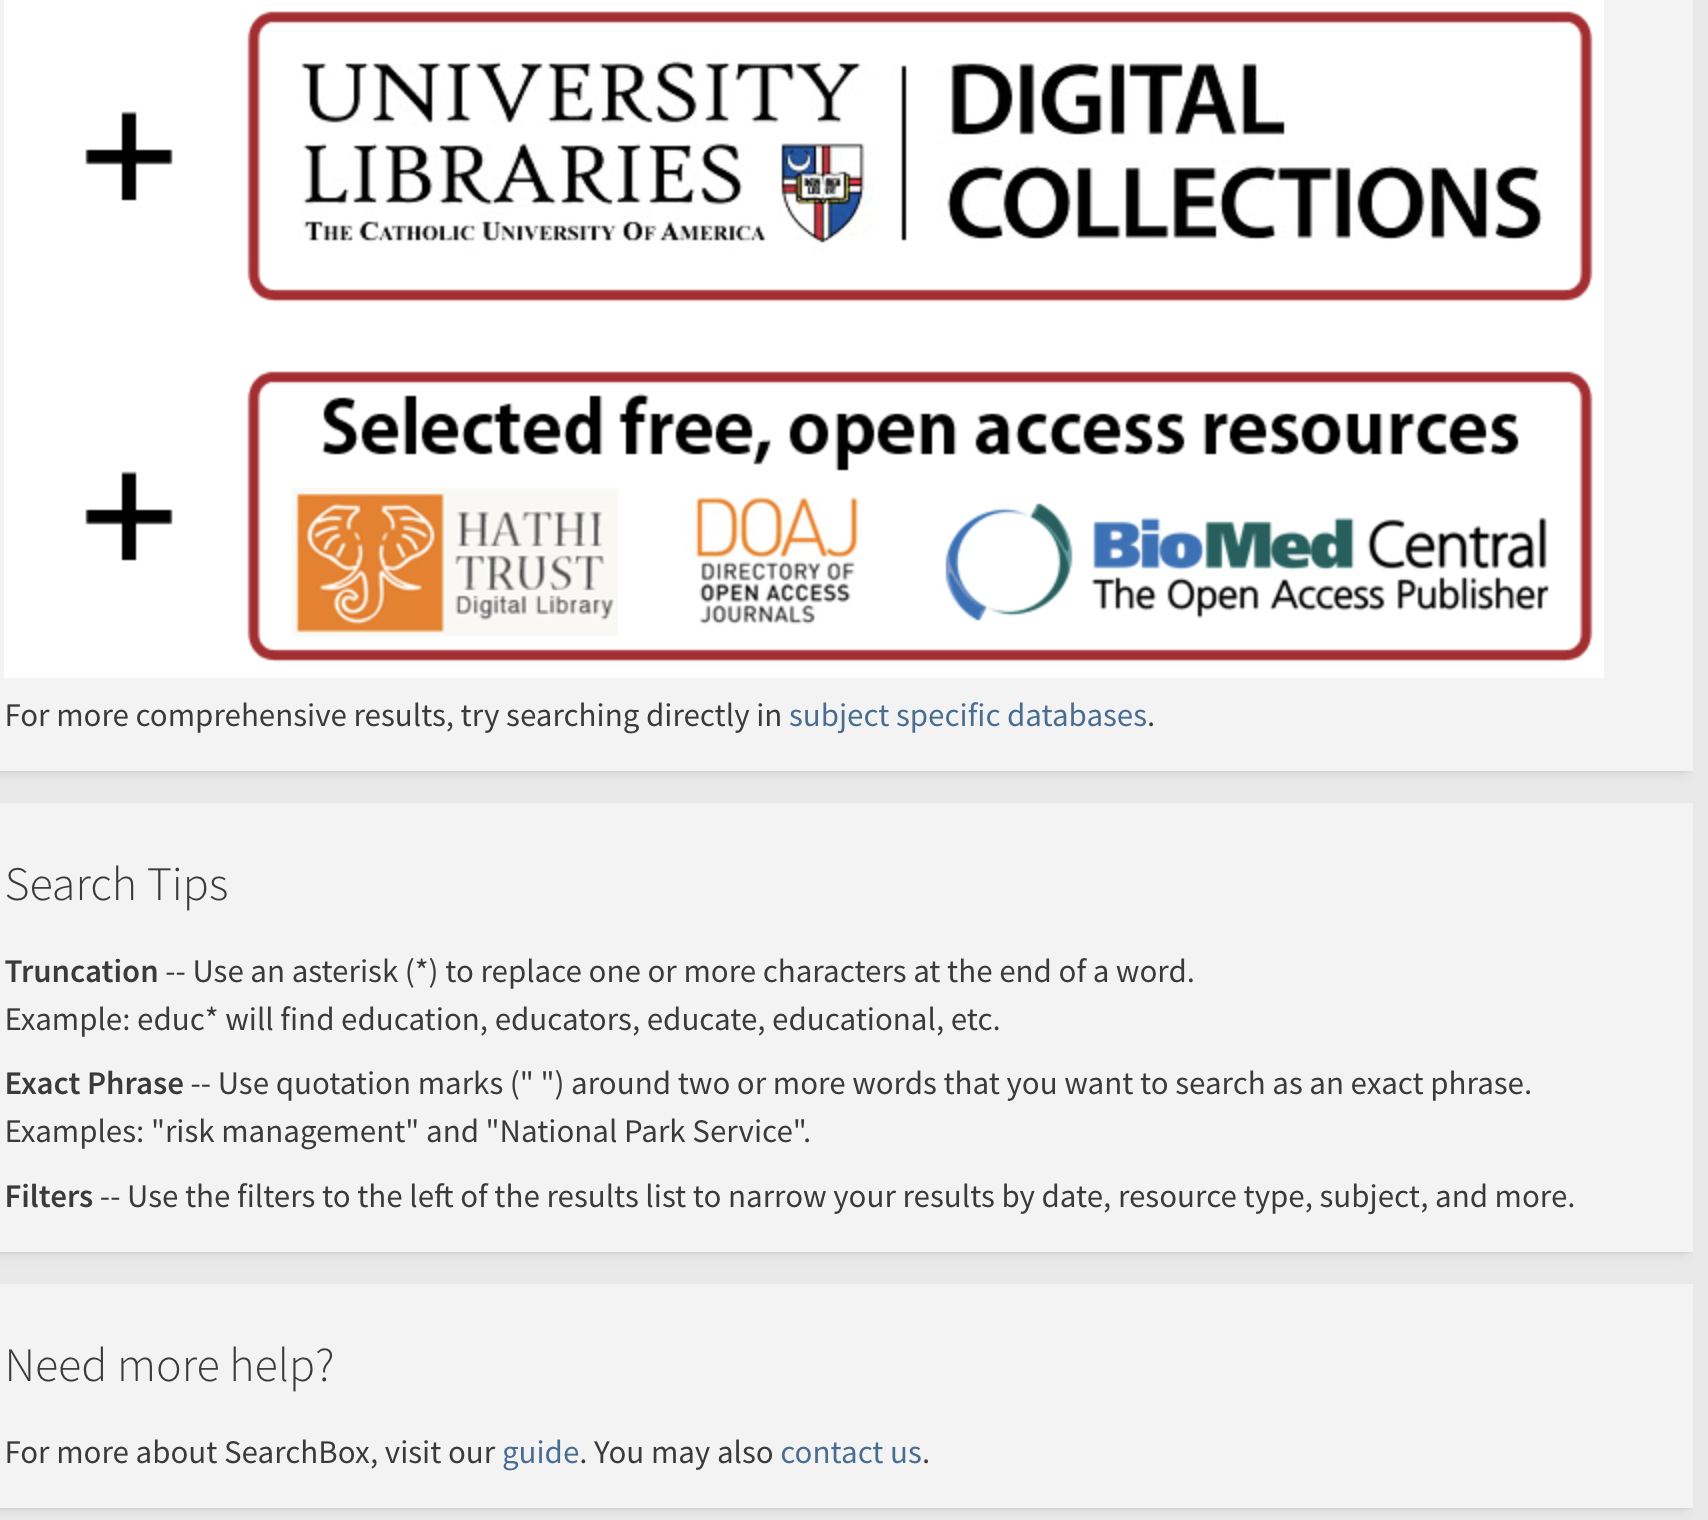 +
UNIVERSITY
LIBRARIES
THE CATHOLIC UNIVERSITY OF AMERICA
DIGITAL
COLLECTIONS
+
Selected free, open access resources
HATHI
TRUST
Digital Library
DOAJ
DIRECTORY OF
OPEN ACCESS
JOURNALS
BioMed Central
The Open Access Publisher
For more comprehensive results, try searching directly in subject specific databases.
Search Tips
Truncation -- Use an asterisk (*) to replace one or more characters at the end of a word.
Example: educ* will find education, educators, educate, educational, etc.
Exact Phrase -- Use quotation marks (" ") around two or more words that you want to search as an exact phrase.
Examples: "risk management" and "National Park Service".
Filters -- Use the filters to the left of the results list to narrow your results by date, resource type, subject, and more.
Need more help?
For more about SearchBox, visit our guide. You may also contact us.